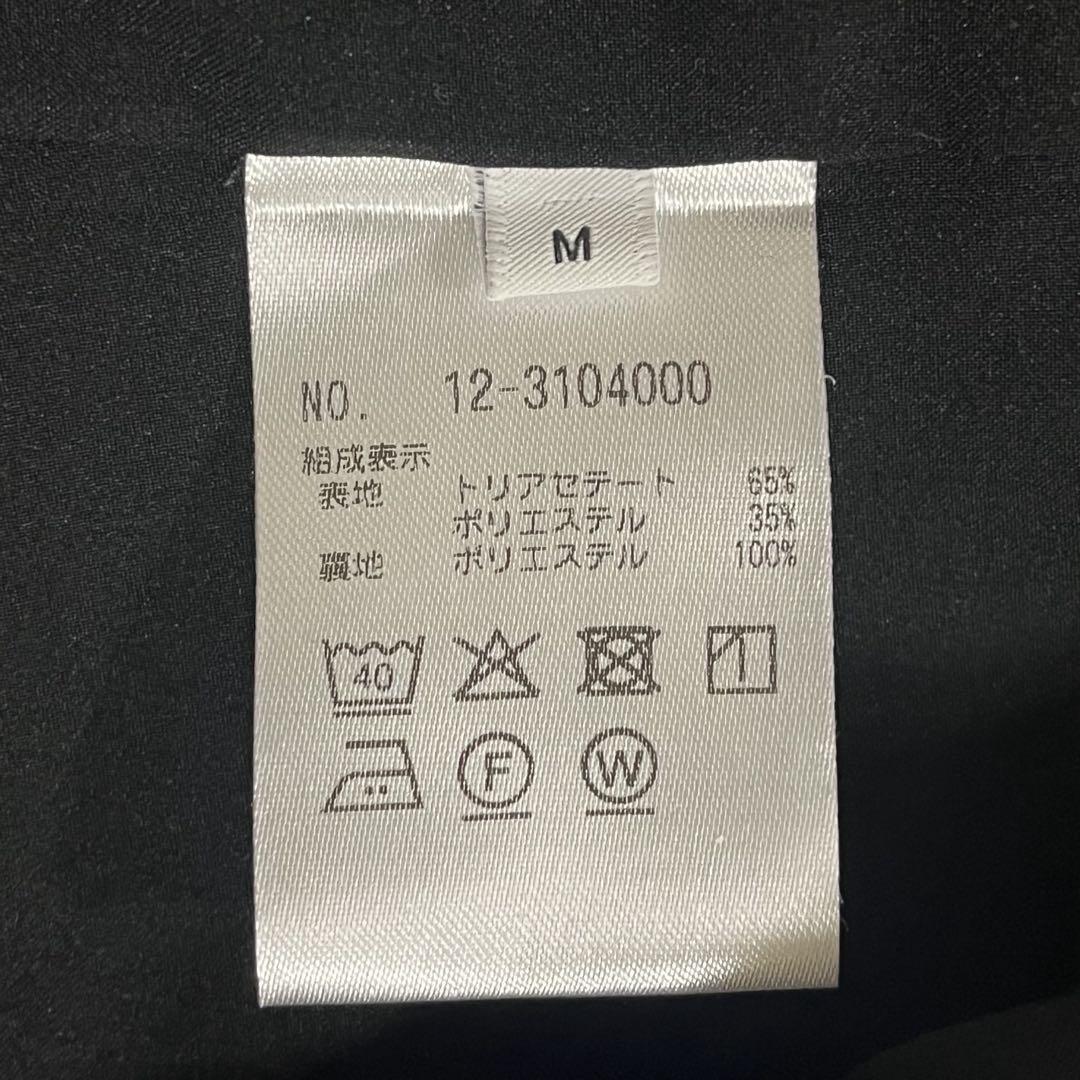 M
NO. 12-3104000
組成表示
表地 トリアセテート 65%
ポリエステル 35%
裏地 ポリエステル 100%
40
F W